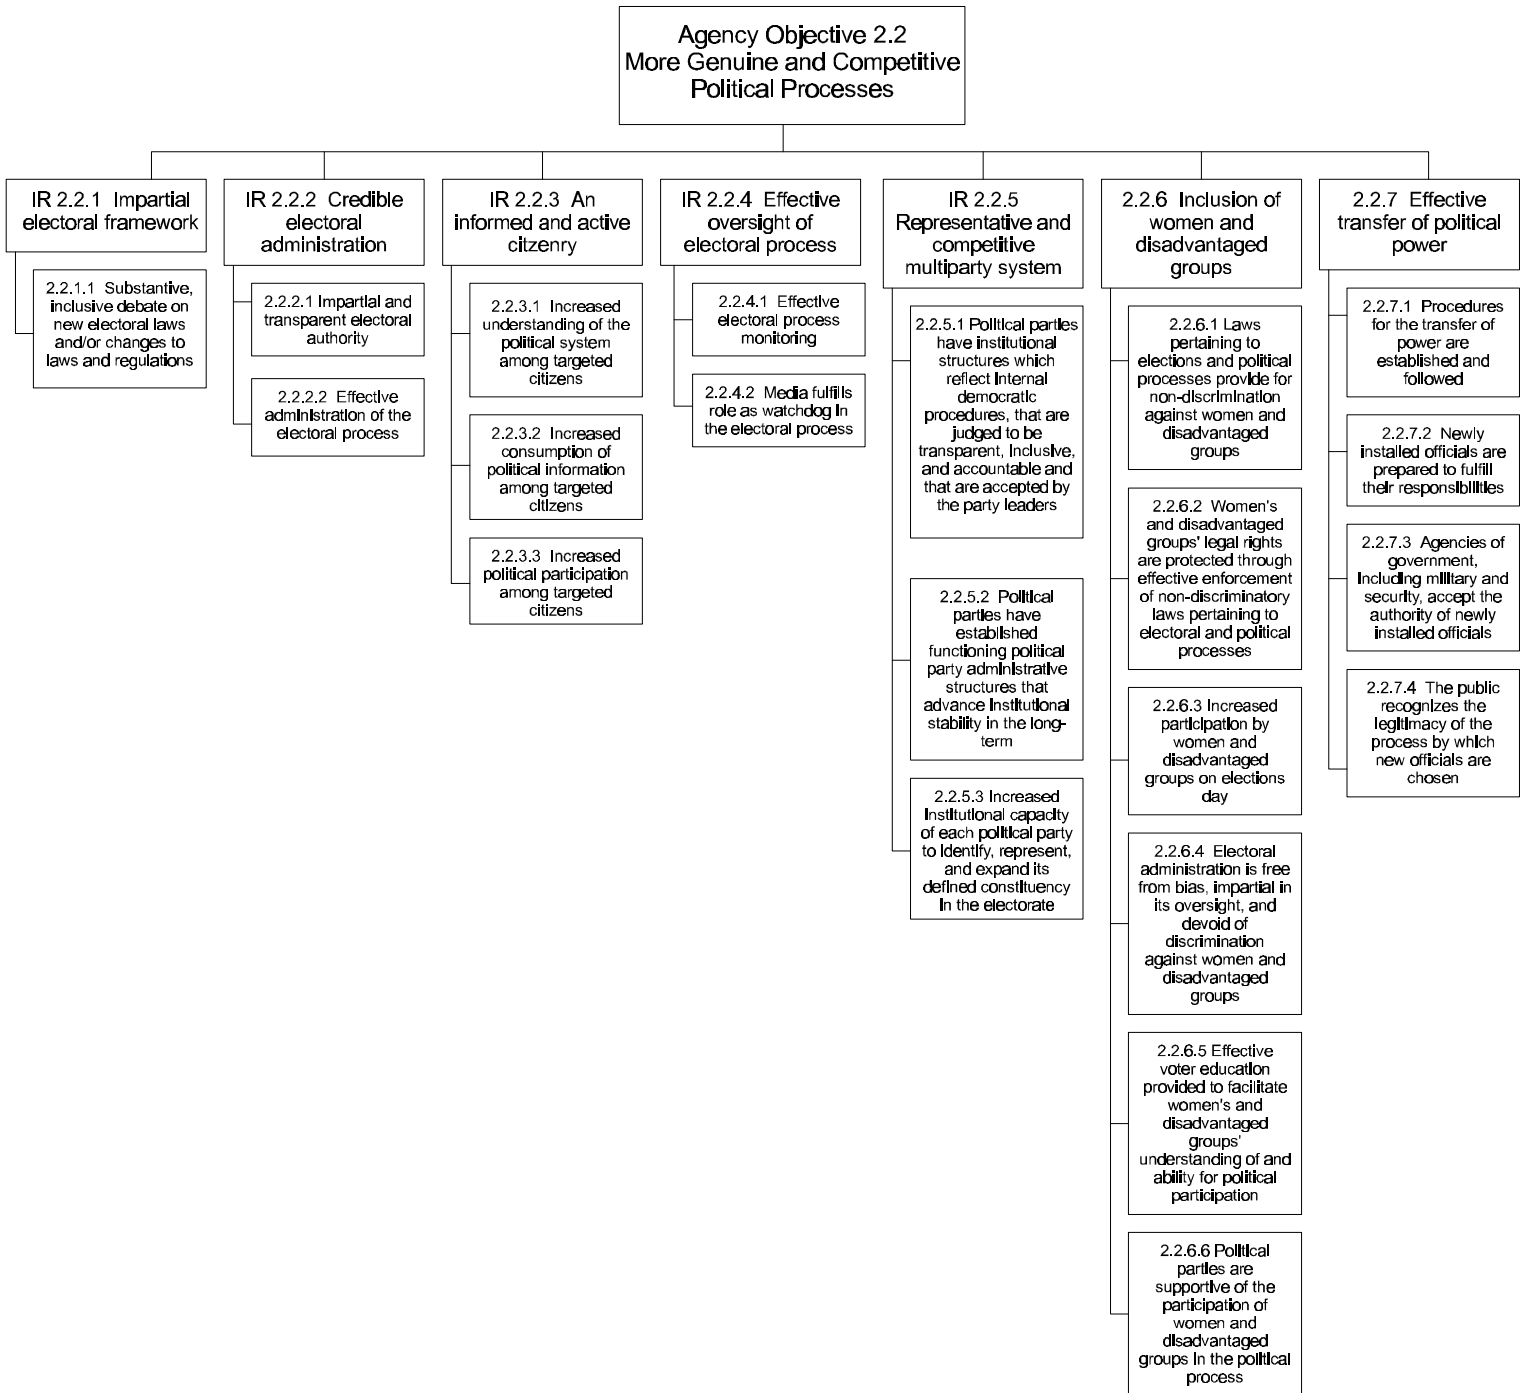 Agency Objective 2.2
More Genuine and Competitive
Political Processes
IR 2.2.1 Impartial
electoral framework
2.2.1.1 Substantive,
inclusive debate on
new electoral laws
and/or changes to
laws and regulations
IR 2.2.2 Credible
electoral
administration
2.2.2.1 Impartial and
transparent electoral
authority
2.2.2.2 Effective
administration of the
electoral process
IR 2.2.3 An
informed and active
citzenry
2.2.3.1 Increased
understanding of the
political system
among targeted
citizens
2.2.3.2 Increased
consumption of
political information
among targeted
citizens
2.2.3.3 Increased
political participation
among targeted
citizens
IR 2.2.4 Effective
oversight of
electoral process
2.2.4.1 Effective
electoral process
monitoring
2.2.4.2 Media fulfills
role as watchdog in
the electoral process
IR 2.2.5
Representative and
competitive
multiparty system
2.2.5.1 Political parties
have institutional
structures which
reflect internal
democratic
procedures, that are
judged to be
transparent, inclusive,
and accountable and
that are accepted by
the party leaders
2.2.5.2 Political
parties have
established
functioning political
party administrative
structures that
advance institutional
stability in the long-
term
2.2.5.3 Increased
institutional capacity
of each political party
to identify, represent,
and expand its
defined constituency
in the electorate
2.2.6 Inclusion of
women and
disadvantaged
groups
2.2.6.1 Laws
pertaining to
elections and political
processes provide for
non-discrimination
against women and
disadvantaged
groups
2.2.6.2 Women's
and disadvantaged
groups' legal rights
are protected through
effective enforcement
of non-discriminatory
laws pertaining to
electoral and political
processes
2.2.6.3 Increased
participation by
women and
disadvantaged
groups on elections
day
2.2.6.4 Electoral
administration is free
from bias, impartial in
its oversight, and
devoid of
discrimination
against women and
disadvantaged
groups
2.2.6.5 Effective
voter education
provided to facilitate
women's and
disadvantaged
groups'
understanding of and
ability for political
participation
2.2.6.6 Political
parties are
supportive of the
participation of
women and
disadvantaged
groups in the political
process
2.2.7 Effective
transfer of political
power
2.2.7.1 Procedures
for the transfer of
power are
established and
followed
2.2.7.2 Newly
installed officials are
prepared to fulfill
their responsibilities
2.2.7.3 Agencies of
government,
including military and
security, accept the
authority of newly
installed officials
2.2.7.4 The public
recognizes the
legitimacy of the
process by which
new officials are
chosen